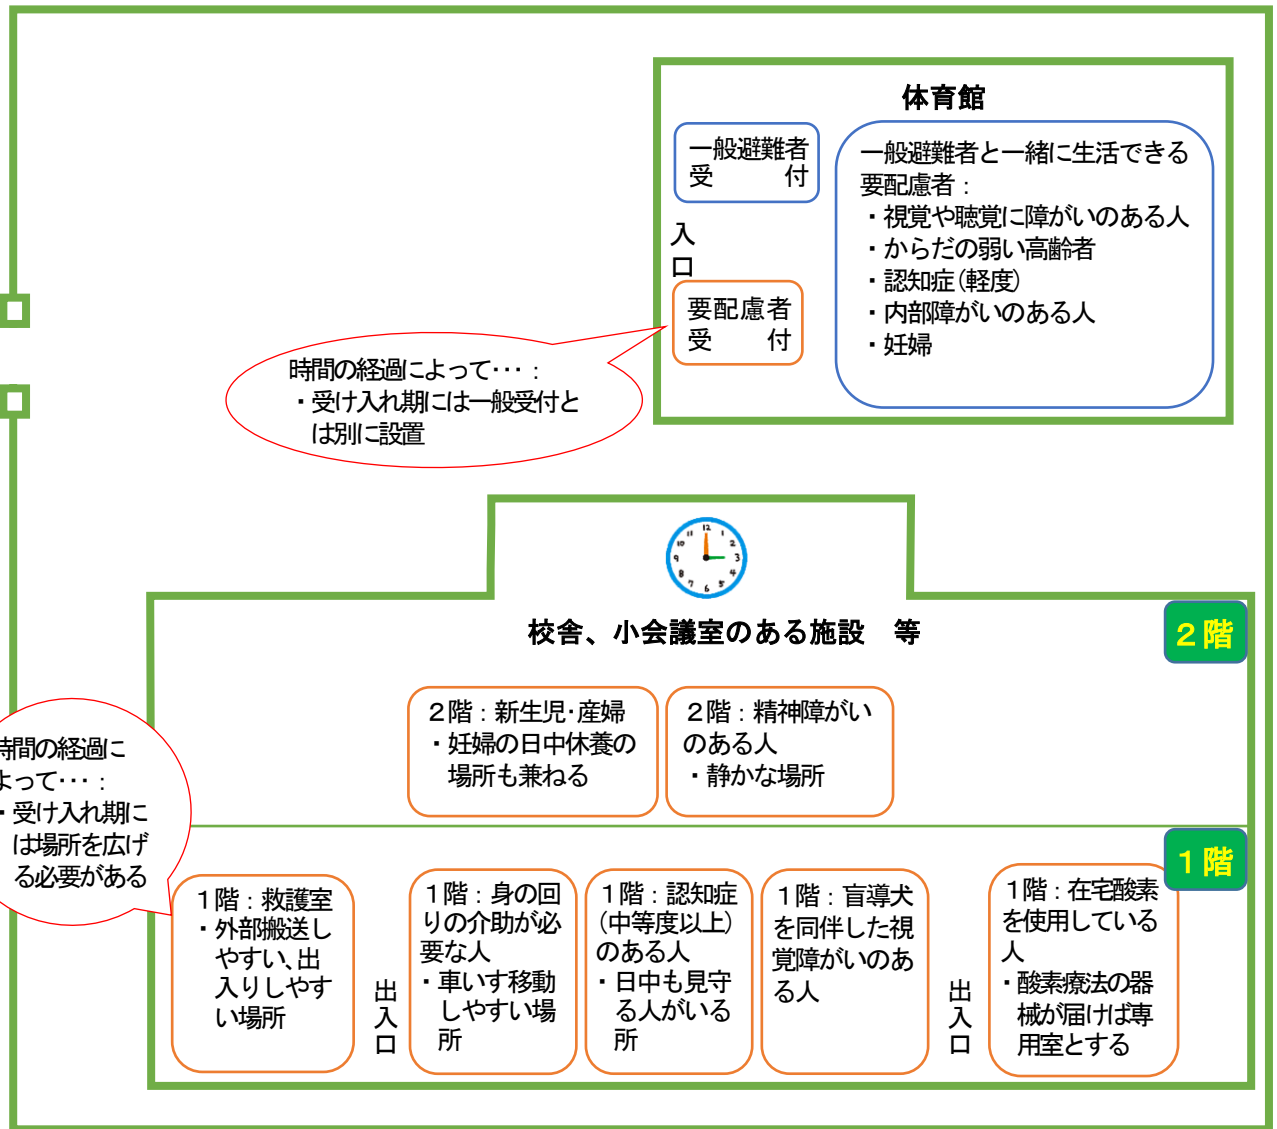 体育館
一般避難者
受　　付
入
口
要配慮者
受　　付
一般避難者と一緒に生活できる
要配慮者：
・視覚や聴覚に障がいのある人
・からだの弱い高齢者
・認知症（軽度）
・内部障がいのある人
・妊婦
時間の経過によって･･･：
・受け入れ期には一般受付と
は別に設置
12
1
2
3
4
5
6
7
8
9
10
11
校舎、小会議室のある施設　等
２階
２階：新生児･産婦
・妊婦の日中休養の
場所も兼ねる
２階：精神障がい
のある人
・静かな場所
時間の経過に
よって･･･：
・受け入れ期に
は場所を広げ
る必要がある
１階
１階：救護室
・外部搬送し
やすい、出
入りしやす
い場所
出
入
口
１階：身の回
りの介助が必
要な人
・車いす移動
しやすい場
所
１階：認知症
（中等度以上）
のある人
・日中も見守
る人がいる
所
１階：盲導犬
を同伴した視
覚障がいのあ
る人
出
入
口
１階：在宅酸素
を使用している
人
・酸素療法の器
械が届けば専
用室とする